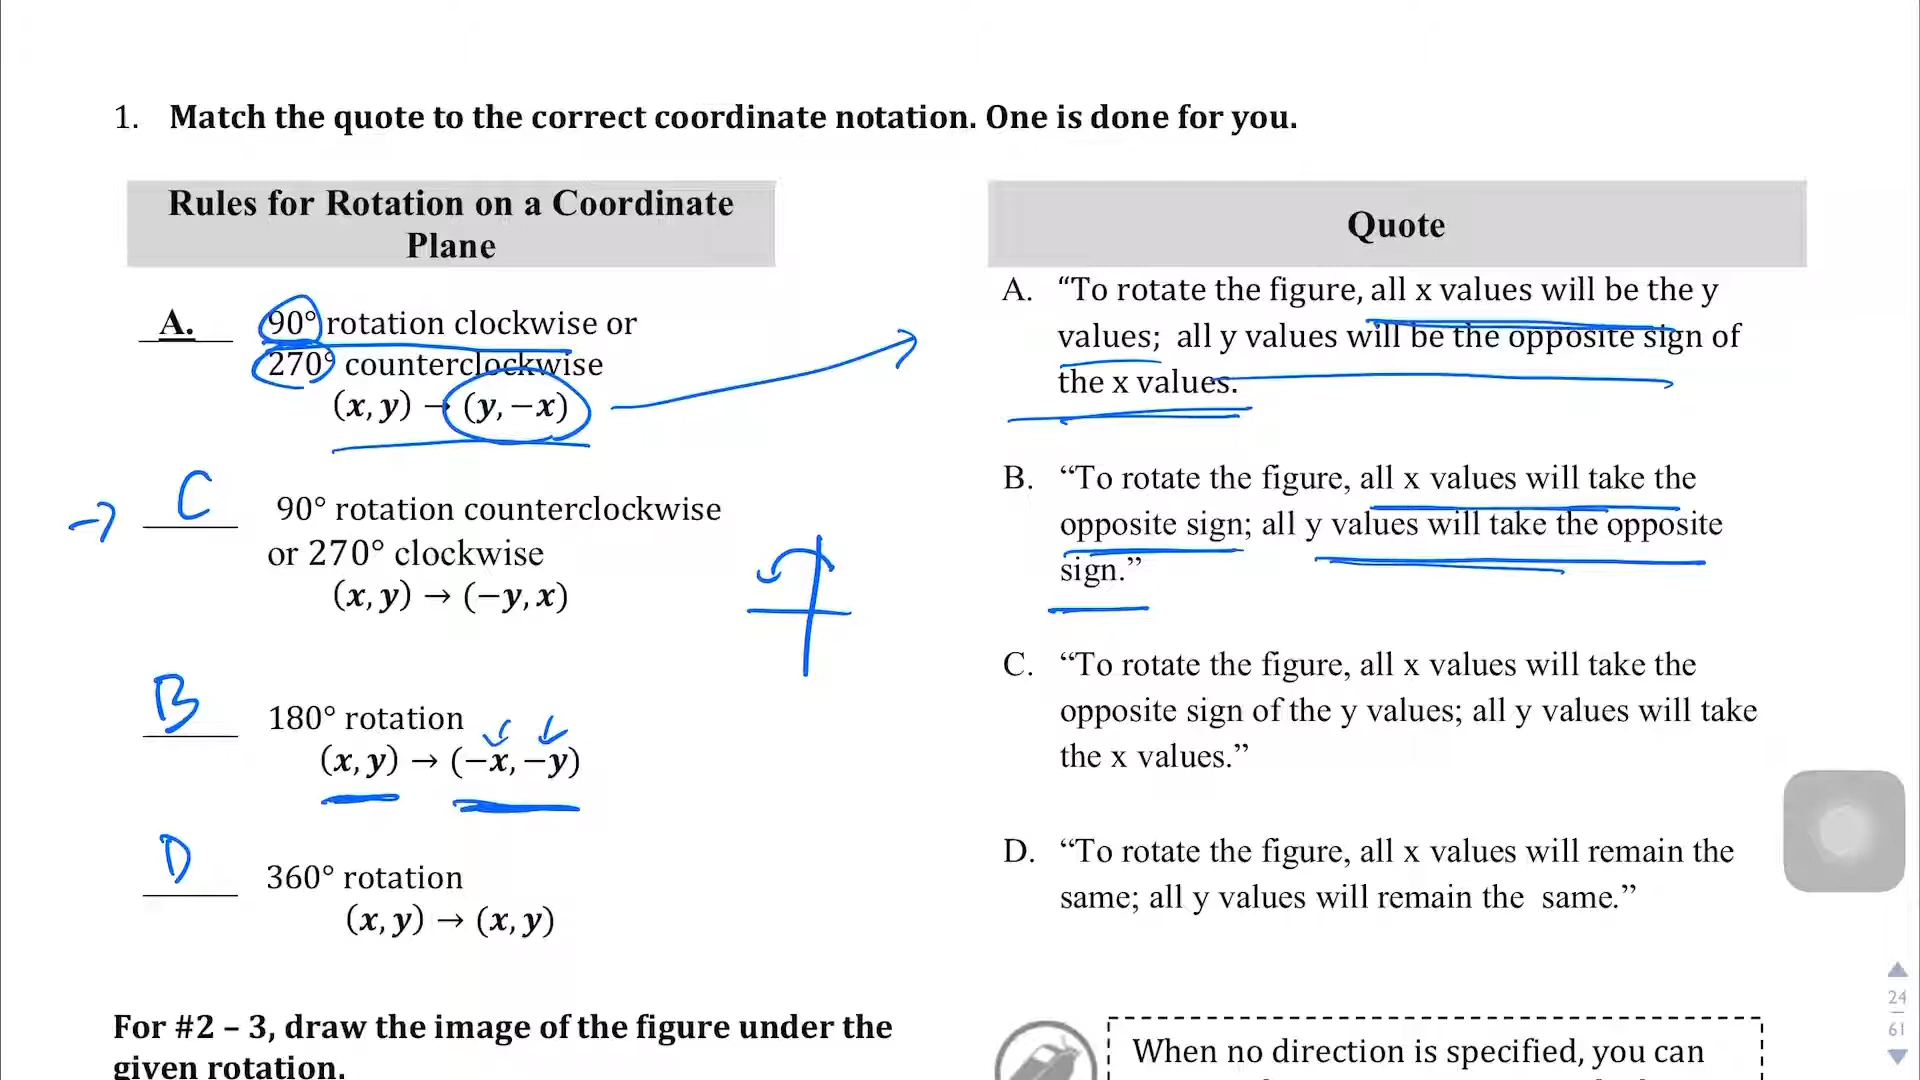 1. Match the quote to the correct coordinate notation. One is done for you.
Rules for Rotation on a Coordinate
Plane
A. 90° rotation clockwise or
270° counterclockwise
(x, y) → (y, −x)
C 90° rotation counterclockwise
or 270° clockwise
(x, y) → (−y, x)
B 180° rotation
(x, y) → (−x, −y)
D 360° rotation
(x, y) → (x, y)
For #2 – 3, draw the image of the figure under the
given rotation.
Quote
A. “To rotate the figure, all x values will be the y
values; all y values will be the opposite sign of
the x values.
B. “To rotate the figure, all x values will take the
opposite sign; all y values will take the opposite
sign.”
C. “To rotate the figure, all x values will take the
opposite sign of the y values; all y values will take
the x values.”
D. “To rotate the figure, all x values will remain the
same; all y values will remain the same.”
When no direction is specified, you can
24
61